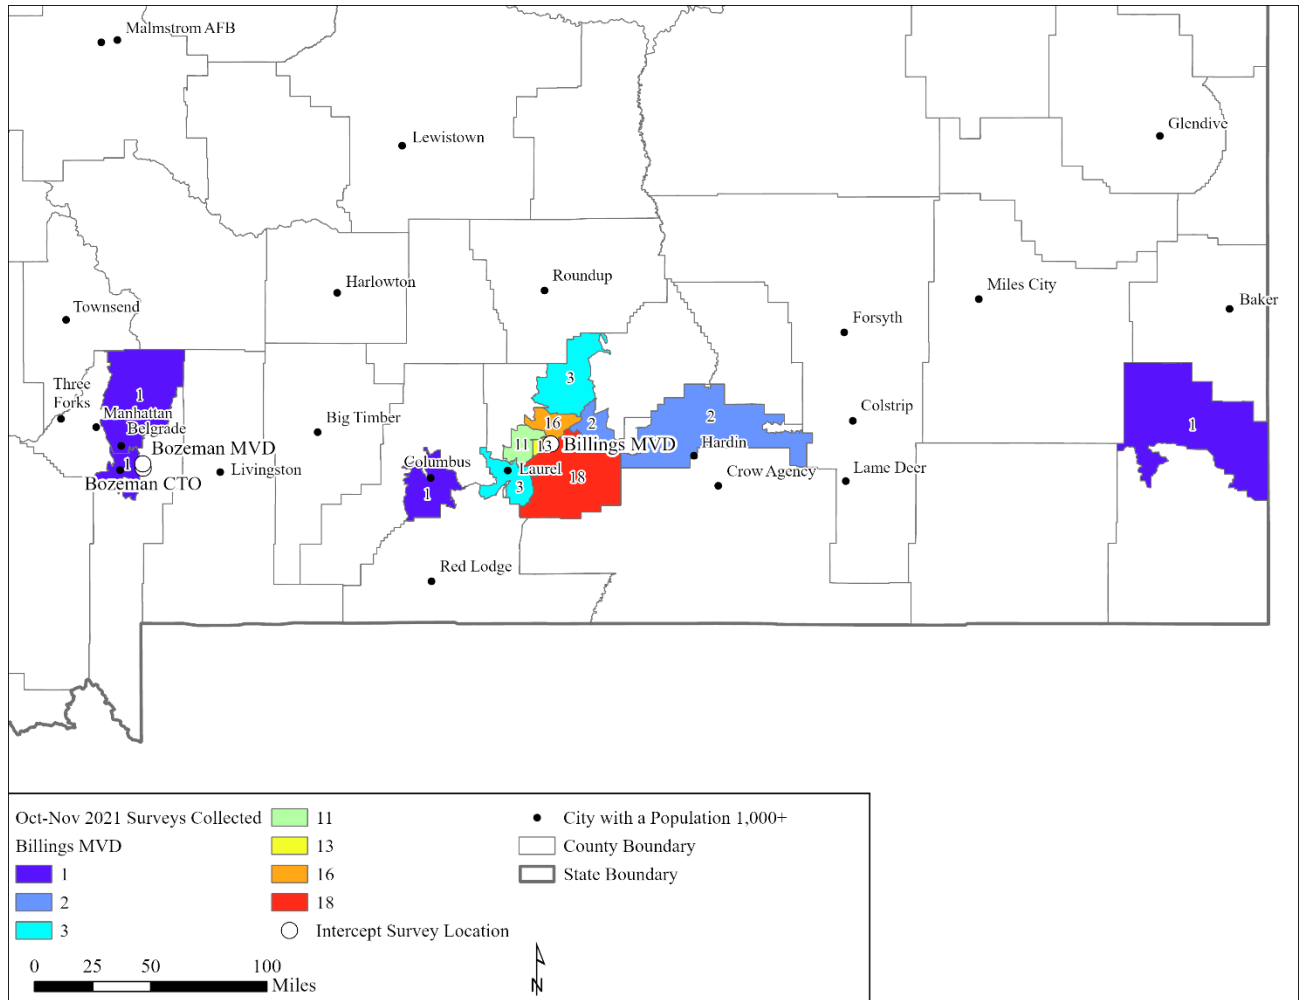 Malmstrom AFB
Lewistown
Glendive
Harlowton
Roundup
Miles City
Baker
Townsend
Forsyth
Three
Forks
1
3
Manhattan
Belgrade
Big Timber
16
2
2
Colstrip
1
Bozeman MVD
11
13
Billings MVD
Hardin
1
Livingston
Columbus
Laurel
Crow Agency
Lame Deer
Bozeman CTO
1
3
18
Red Lodge
Oct-Nov 2021 Surveys Collected
Billings MVD
1
2
3
11
13
16
18
Intercept Survey Location
City with a Population 1,000+
County Boundary
State Boundary
0 25 50 100
Miles
N